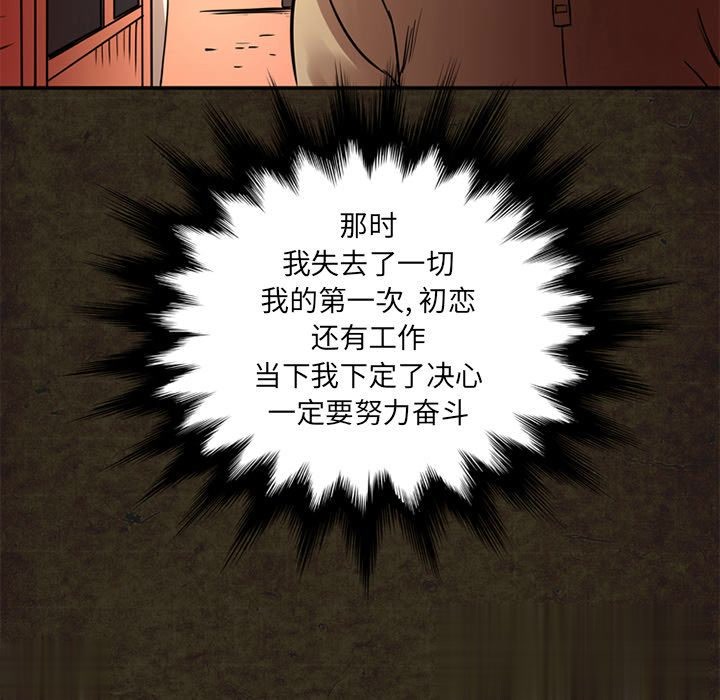 那时
我失去了一切
我的第一次,初恋
还有工作
当下我下定了决心
一定要努力奋斗